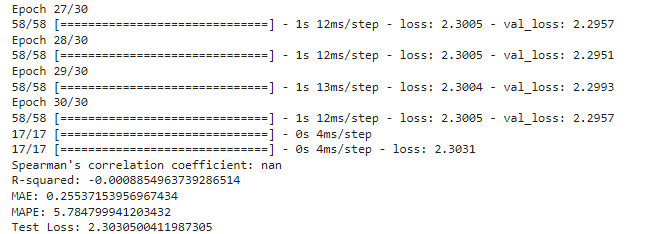 Epoch 27/30
58/58 [==============================] - 1s 12ms/step - loss: 2.3005 - val_loss: 2.2957
Epoch 28/30
58/58 [==============================] - 1s 12ms/step - loss: 2.3005 - val_loss: 2.2951
Epoch 29/30
58/58 [==============================] - 1s 13ms/step - loss: 2.3004 - val_loss: 2.2993
Epoch 30/30
58/58 [==============================] - 1s 12ms/step - loss: 2.3005 - val_loss: 2.2957
17/17 [==============================] - 0s 4ms/step
17/17 [==============================] - 0s 4ms/step - loss: 2.3031
Spearman's correlation coefficient: nan
R-squared: -0.0008854963739286514
MAE: 0.25537153956967434
MAPE: 5.784799941203432
Test Loss: 2.3030500411987305